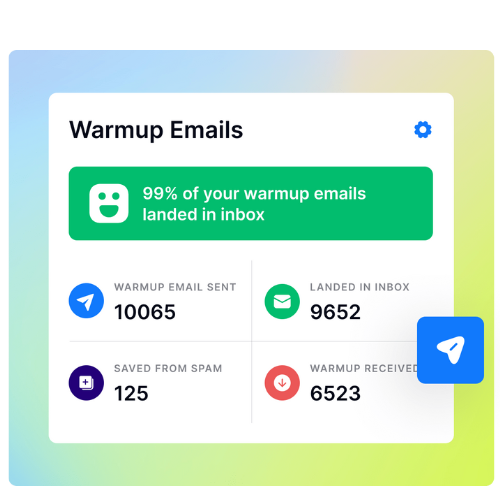 Warmup Emails
99% of your warmup emails
landed in inbox
WARMUP EMAIL SENT
10065
LANDED IN INBOX
9652
SAVED FROM SPAM
125
WARMUP RECEIVED
6523